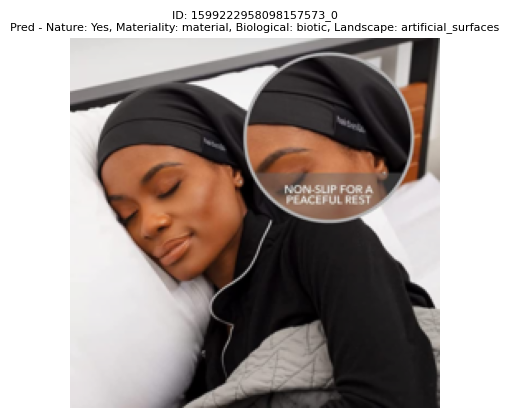 ID: 1599222958098157573_0
Pred - Nature: Yes, Materiality: material, Biological: biotic, Landscape: artificial_surfaces
NON-SLIP FOR A
PEACEFUL REST